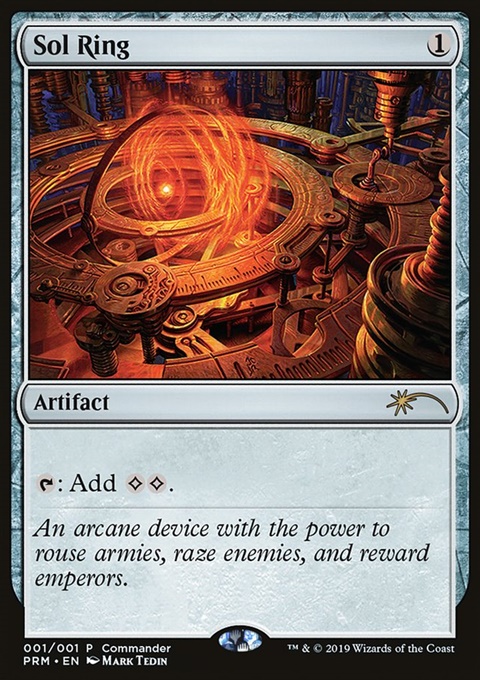 Sol Ring 1
Artifact
: Add .
An arcane device with the power to
rouse armies, raze enemies, and reward
emperors.
001/001 P Commander
PRM • EN Mark Tedin ™ & © 2019 Wizards of the Coast